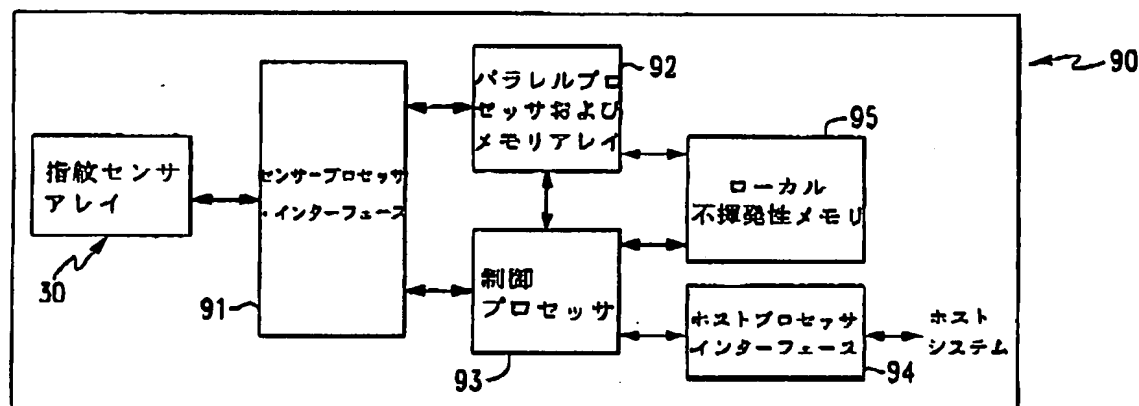 90
92
パラレルプロ
セッサおよび
メモリアレイ
指紋センサ
アレイ
30
センサープロセッサ
・インターフェース
91
95
ローカル
不揮発性メモリ
制御
プロセッサ
93
ホストプロセッサ
インターフェース
94
ホスト
システム